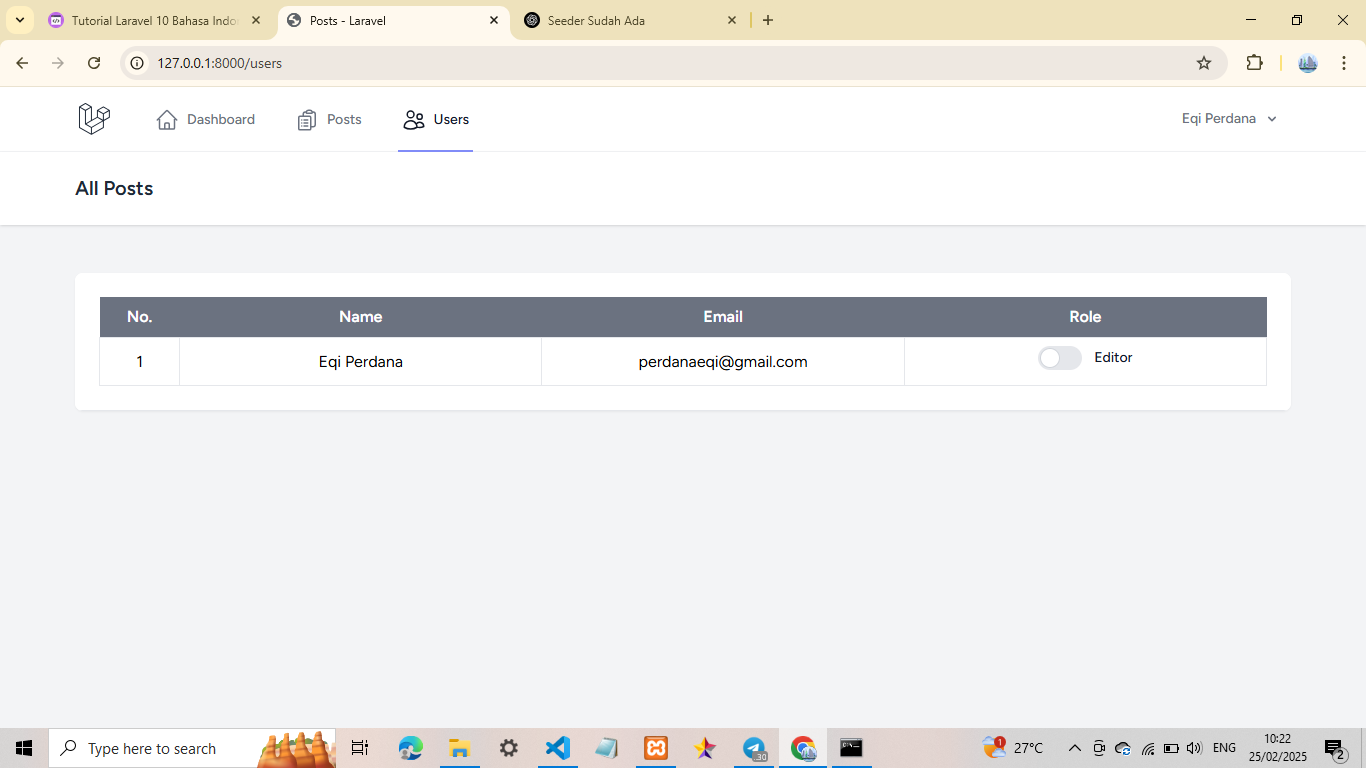 Tutorial Laravel 10 Bahasa Indo
Posts - Laravel
Seeder Sudah Ada
127.0.0.1:8000/users
Dashboard
Posts
Users
Eqi Perdana
All Posts
No. Name Email Role
1 Eqi Perdana perdanaeqi@gmail.com Editor
Type here to search
.30
1
27°C
ENG
10:22
25/02/2025
2